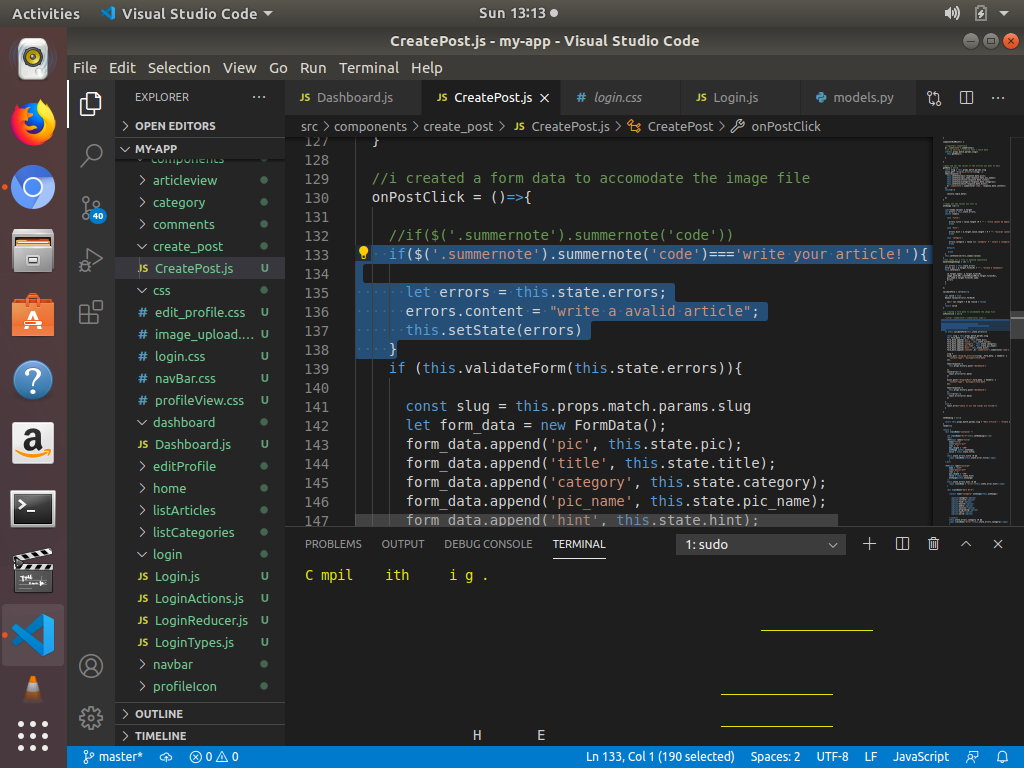 Activities
Visual Studio Code
Sun 13:13
CreatePost.js - my-app - Visual Studio Code
File Edit Selection View Go Run Terminal Help
EXPLORER
OPEN EDITORS
MY-APP
components
articleview
category
comments
create_post
JS CreatePost.js U
css
# edit_profile.css U
# image_upload.... U
# login.css U
# navBar.css U
# profileView.css U
dashboard
JS Dashboard.js U
editProfile
home
listArticles
listCategories
login
JS Login.js U
JS LoginActions.js U
JS LoginReducer.js U
JS LoginTypes.js U
navbar
profileIcon
OUTLINE
TIMELINE
40
JS Dashboard.js
JS CreatePost.js
# login.css
JS Login.js
models.py
src > components > create_post > JS CreatePost.js > CreatePost > onPostClick
127 }
128
129 //i created a form data to accomodate the image file
130 onPostClick = ()=>{
131
132 //if($('.summernote').summernote('code'))
133 if($('.summernote').summernote('code')==='write your article!'){
134
135 let errors = this.state.errors;
136 errors.content = "write a avalid article";
137 this.setState(errors)
138 }
139 if (this.validateForm(this.state.errors)){
140
141 const slug = this.props.match.params.slug
142 let form_data = new FormData();
143 form_data.append('pic', this.state.pic);
144 form_data.append('title', this.state.title);
145 form_data.append('category', this.state.category);
146 form_data.append('pic_name', this.state.pic_name);
147 form_data.append('hint', this.state.hint);
PROBLEMS OUTPUT DEBUG CONSOLE TERMINAL
1: sudo
C mpil ith i g .
H E
master*
0 0
Ln 133, Col 1 (190 selected)
Spaces: 2
UTF-8
LF
JavaScript